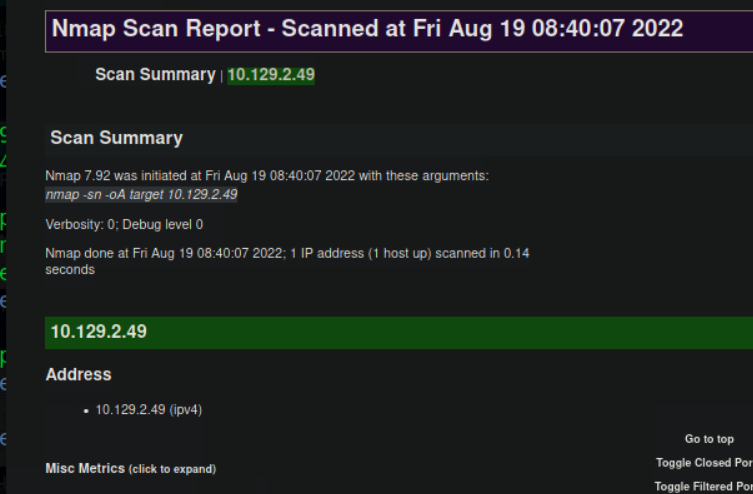 Nmap Scan Report - Scanned at Fri Aug 19 08:40:07 2022
Scan Summary | 10.129.2.49
Scan Summary
Nmap 7.92 was initiated at Fri Aug 19 08:40:07 2022 with these arguments:
nmap -sn -oA target 10.129.2.49
Verbosity: 0; Debug level 0
Nmap done at Fri Aug 19 08:40:07 2022; 1 IP address (1 host up) scanned in 0.14
seconds
10.129.2.49
Address
• 10.129.2.49 (ipv4)
Go to top
Toggle Closed Por
Misc Metrics (click to expand)
Toggle Filtered Por